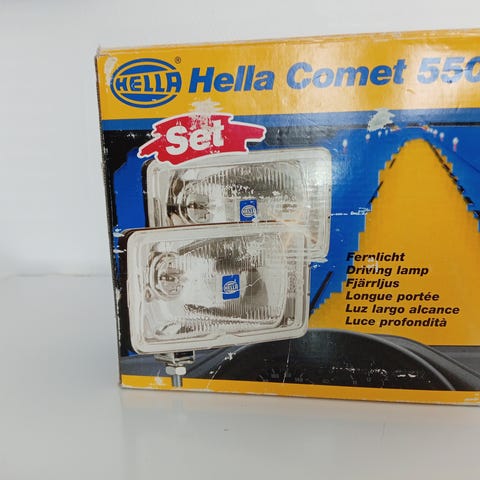 HELLA
Hella Comet 550
Set
HELLA
HELLA
Fernlicht
Driving lamp
Fjärrljus
Longue portée
Luz largo alcance
Luce profondità